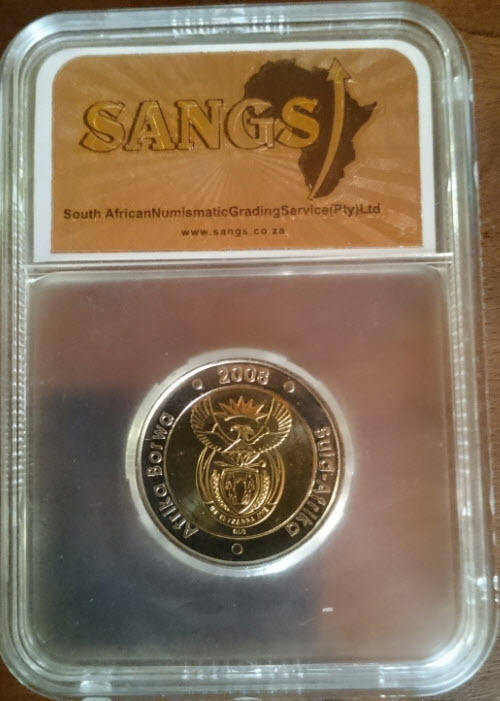 SANGS
South AfricanNumismaticGradingService(Pty)Ltd
www.sangs.co.za
2008
Afrika Borwa
Suid-Afrika